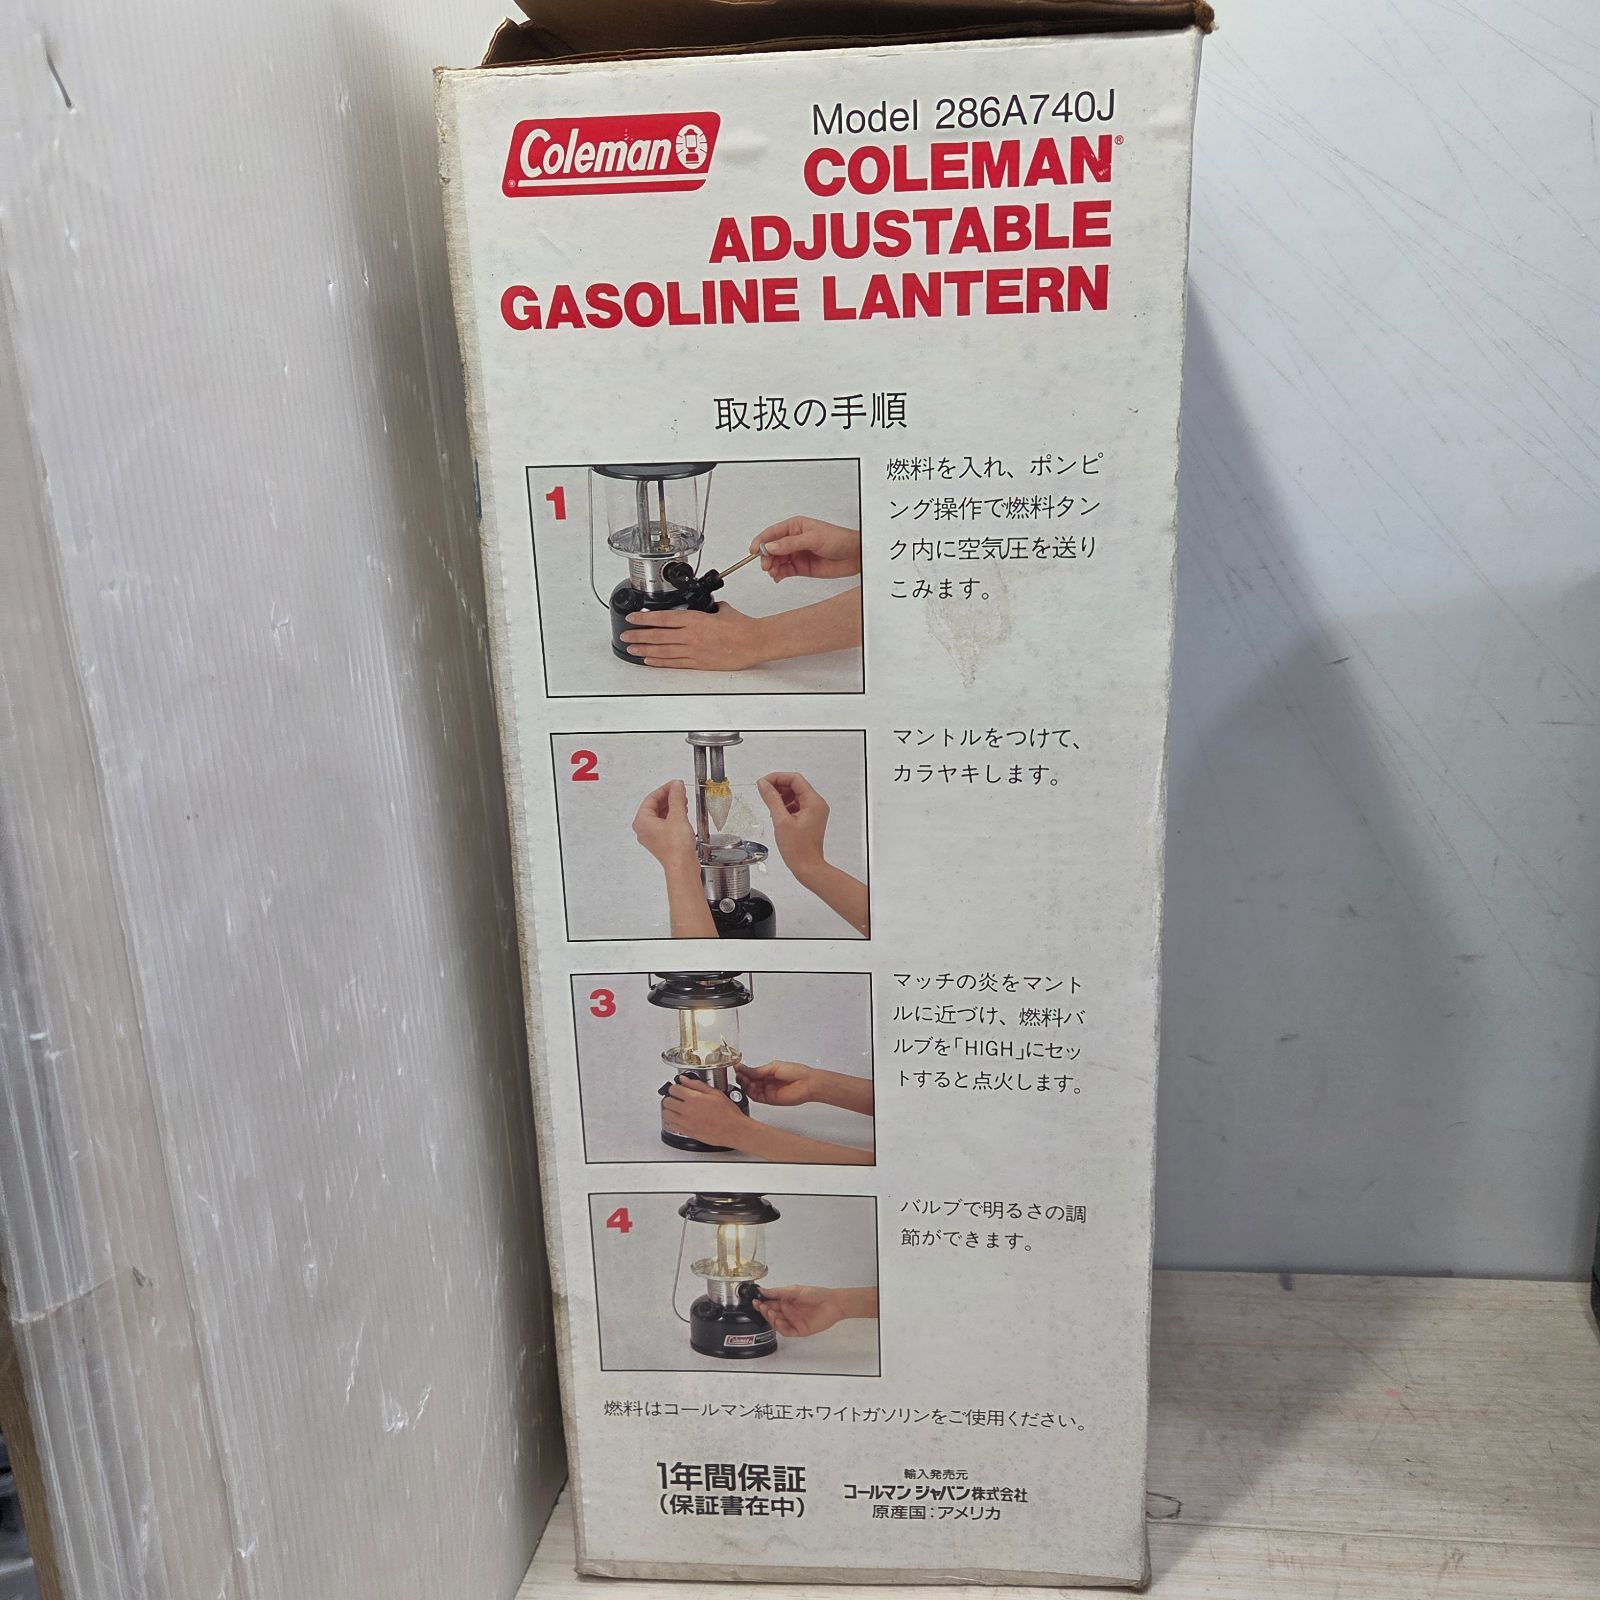 Coleman
Model 286A740J
COLEMAN®
ADJUSTABLE
GASOLINE LANTERN
取扱の手順
1
燃料を入れ、ポンピ
ング操作で燃料タン
ク内に空気圧を送り
こみます。
2
マントルをつけて、
カラヤキします。
3
マッチの炎をマント
ルに近づけ、燃料バ
ルブを「HIGH」にセッ
トすると点火します。
4
バルブで明るさの調
節ができます。
Coleman
燃料はコールマン純正ホワイトガソリンをご使用ください。
1年間保証
(保証書在中)
輸入発売元
コールマン ジャパン株式会社
原産国:アメリカ